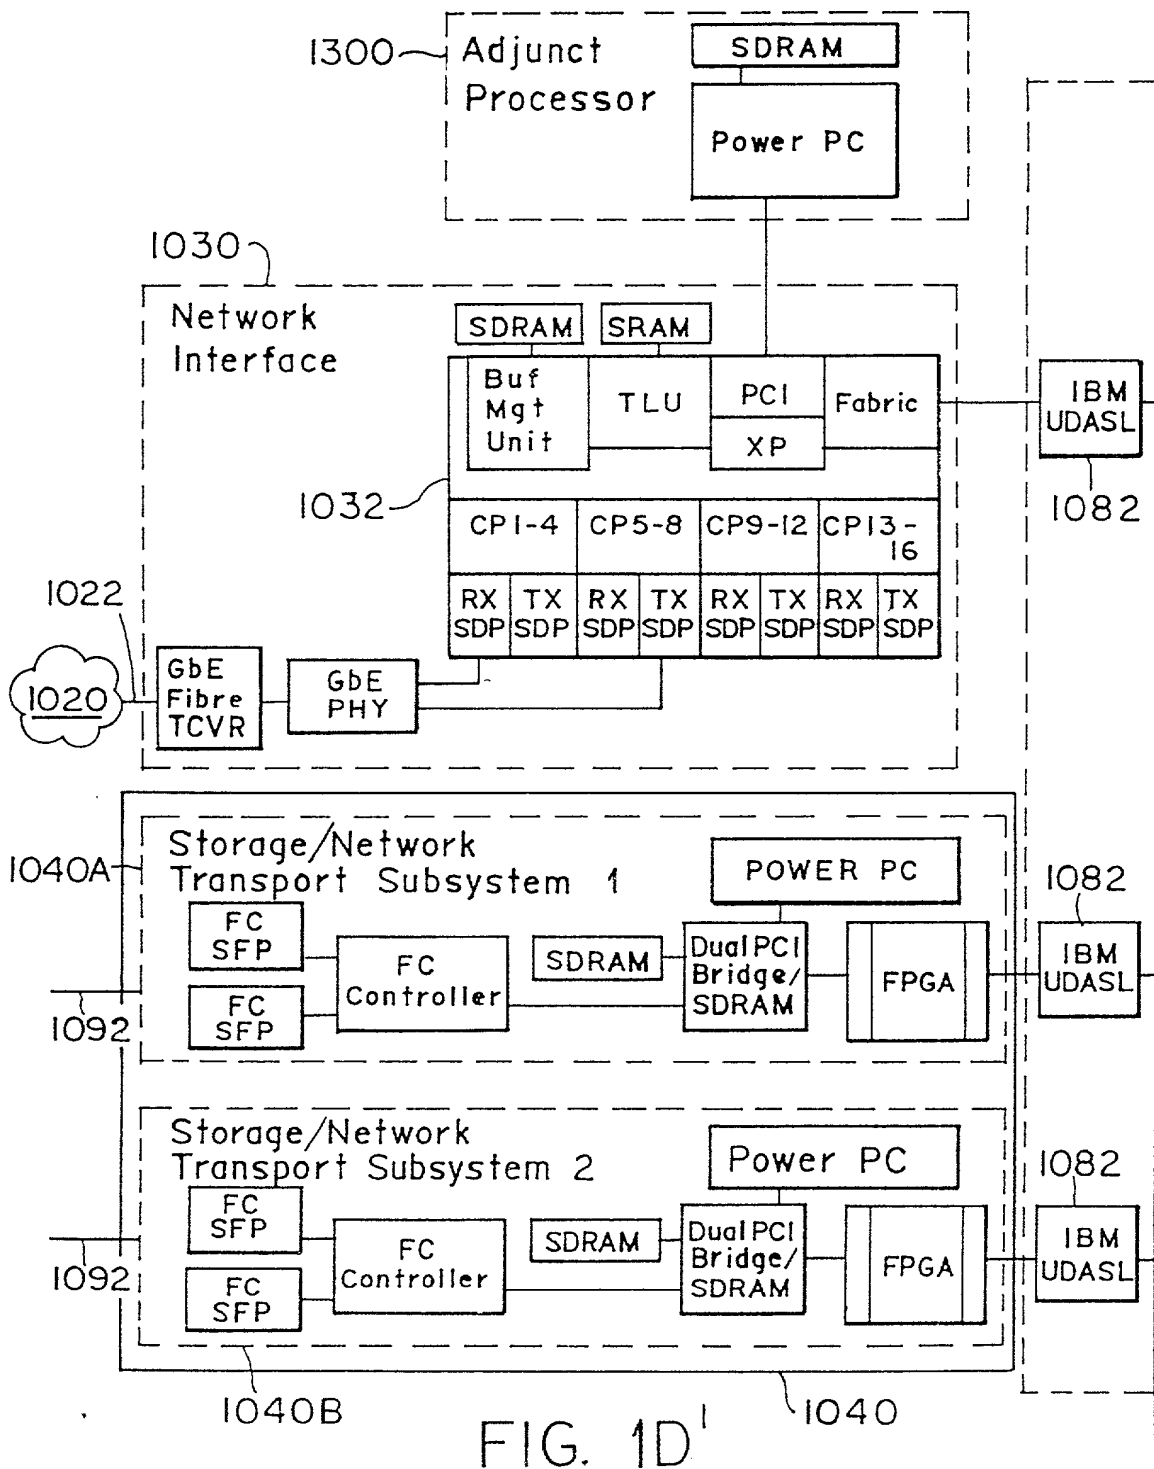 1300
Adjunct
Processor
SDRAM
Power PC
1030
Network
Interface
SDRAM
SRAM
Buf
Mgt
Unit
TLU
PCI
XP
Fabric
IBM
UDASL
1082
1032
CP1-4
CP5-8
CP9-12
CP13-
16
RX
SDP
TX
SDP
RX
SDP
TX
SDP
RX
SDP
TX
SDP
RX
SDP
TX
SDP
1022
1020
GbE
Fibre
TCVR
GbE
PHY
Storage/Network
Transport Subsystem 1
1040A
POWER PC
FC
SFP
FC
SFP
FC
Controller
SDRAM
Dual PCI
Bridge/
SDRAM
FPGA
1082
IBM
UDASL
1092
Storage/Network
Transport Subsystem 2
Power PC
FC
SFP
FC
SFP
FC
Controller
SDRAM
Dual PCI
Bridge/
SDRAM
FPGA
1082
IBM
UDASL
1092
1040B
1040
FIG. 1D'